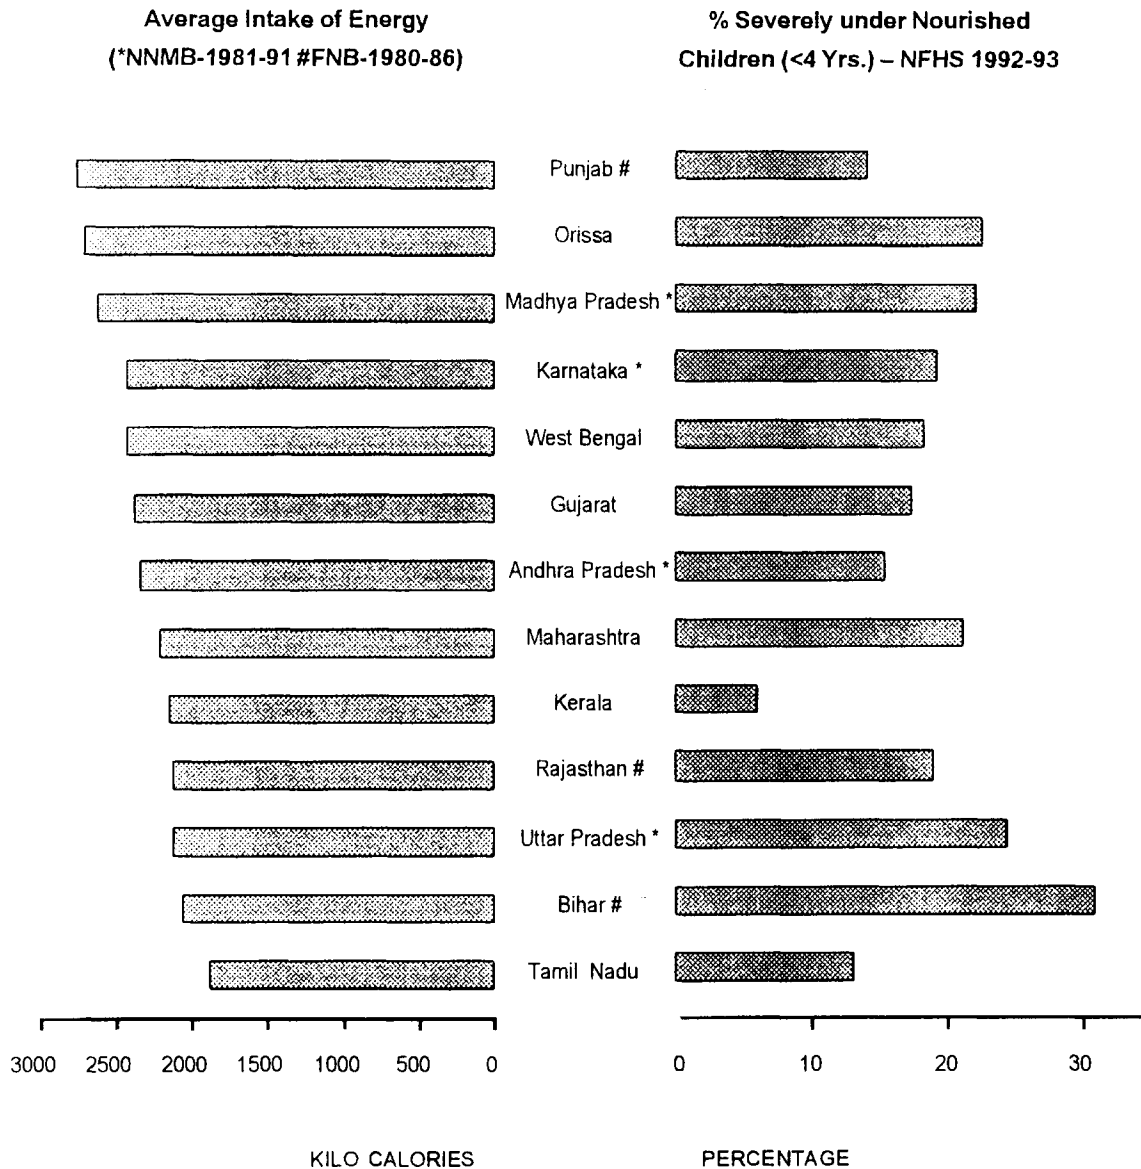 Average Intake of Energy
(*NNMB-1981-91 #FNB-1980-86)
% Severely under Nourished
Children (<4 Yrs.) – NFHS 1992-93
Punjab #
Orissa
Madhya Pradesh *
Karnataka *
West Bengal
Gujarat
Andhra Pradesh *
Maharashtra
Kerala
Rajasthan #
Uttar Pradesh *
Bihar #
Tamil Nadu
3000 2500 2000 1500 1000 500 0
0 10 20 30
KILO CALORIES
PERCENTAGE